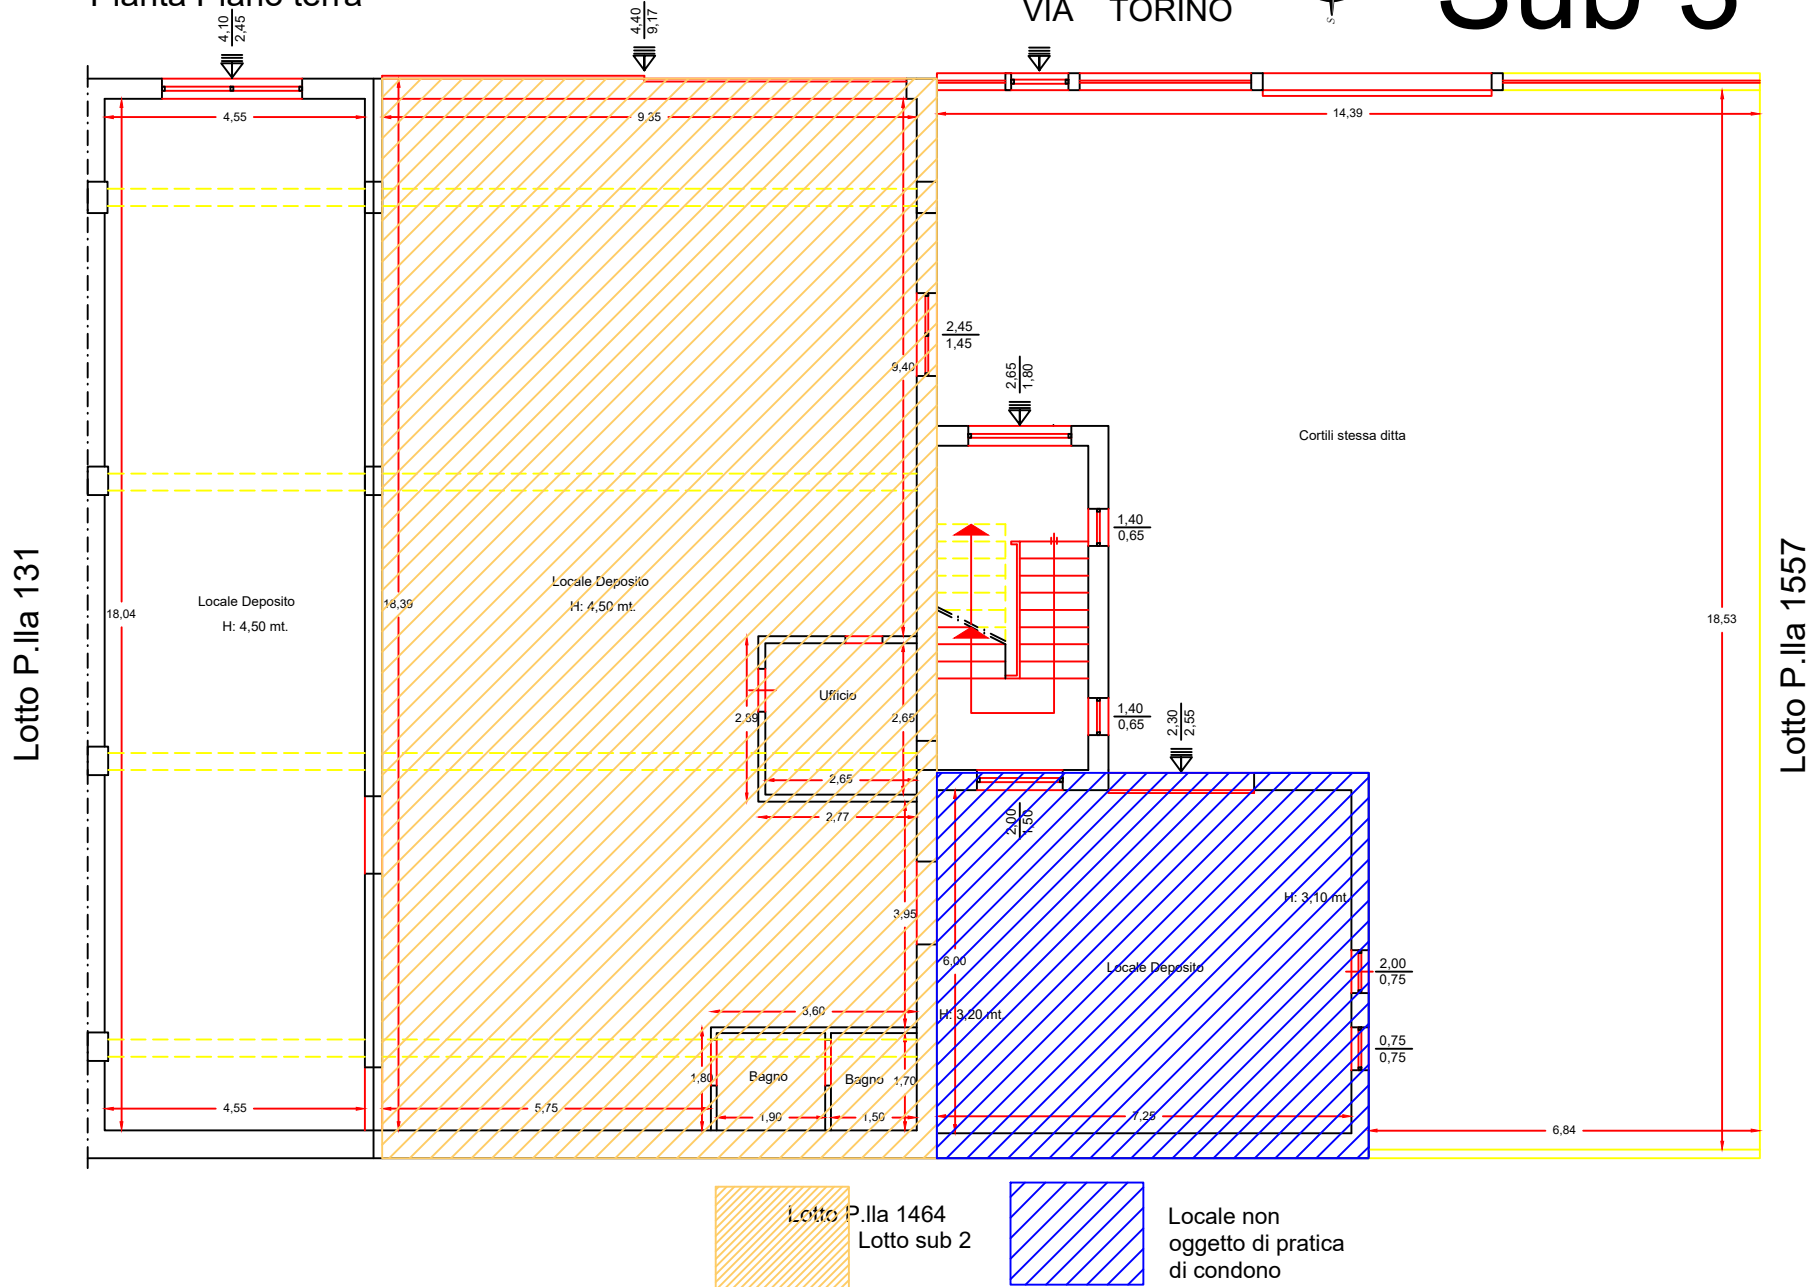 Pianta Piano terra
VIA TORINO
Sub 3
S
4,10
2,45
4,40
9,17
4,55
9,35
14,39
2,45
1,45
9,40
2,65
1,80
Cortili stessa ditta
1,40
0,65
Lotto P.lla 131
Lotto P.lla 1557
18,04
Locale Deposito
H: 4,50 mt.
18,39
Locale Deposito
H: 4,50 mt.
18,53
Ufficio
2,65
1,40
0,65
2,30
2,55
2,65
2,77
2,00
1,50
H: 3,10 mt.
3,95
6,00
Locale Deposito
2,00
0,75
3,60
H: 3,20 mt.
0,75
0,75
1,80
Bagno
Bagno
1,70
4,55
5,75
1,90
1,50
7,25
6,84
Lotto P.lla 1464
Lotto sub 2
Locale non
oggetto di pratica
di condono